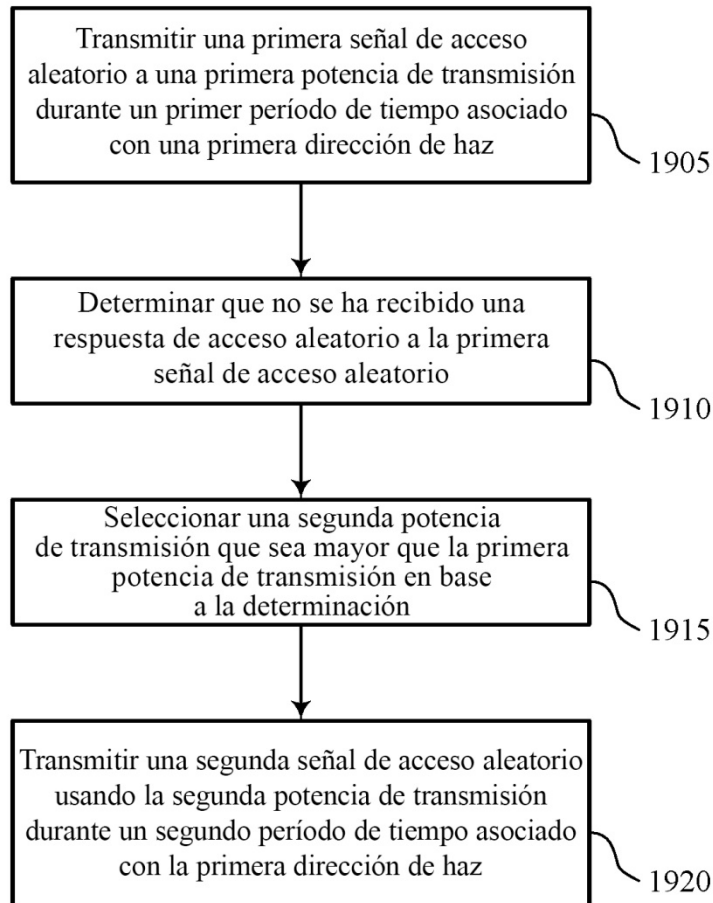 Transmitir una primera señal de acceso
aleatorio a una primera potencia de transmisión
durante un primer período de tiempo asociado
con una primera dirección de haz
1905
Determinar que no se ha recibido una
respuesta de acceso aleatorio a la primera
señal de acceso aleatorio
1910
Seleccionar una segunda potencia
de transmisión que sea mayor que la primera
potencia de transmisión en base
a la determinación
1915
Transmitir una segunda señal de acceso aleatorio
usando la segunda potencia de transmisión
durante un segundo período de tiempo asociado
con la primera dirección de haz
1920